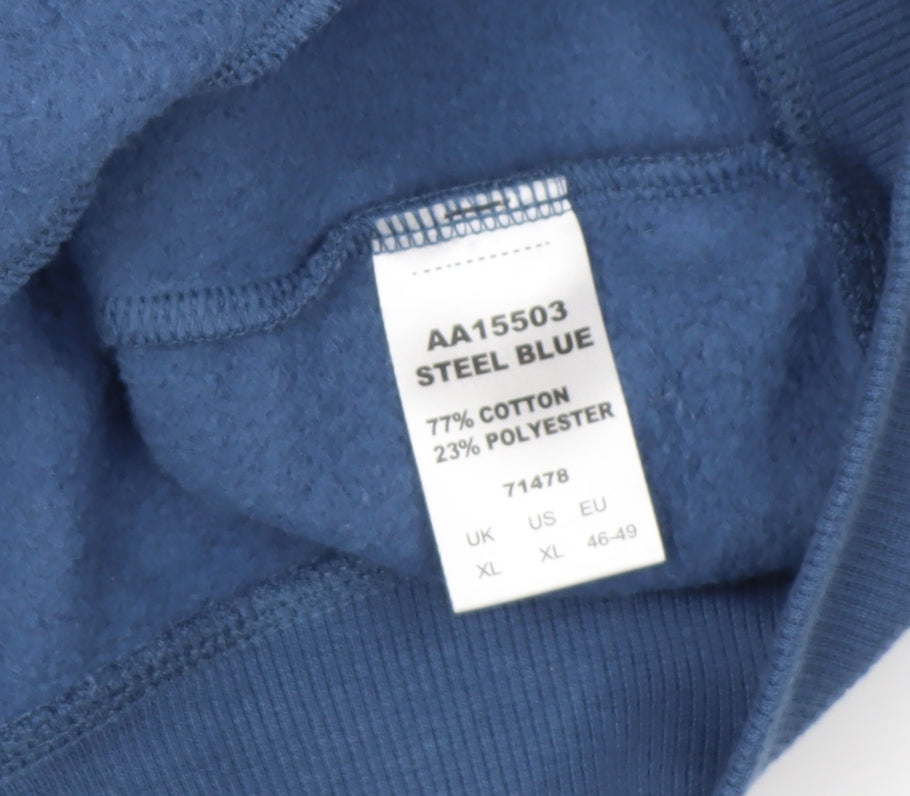 AA15503
STEEL BLUE
77% COTTON
23% POLYESTER
71478
UK US EU
XL XL 46-49